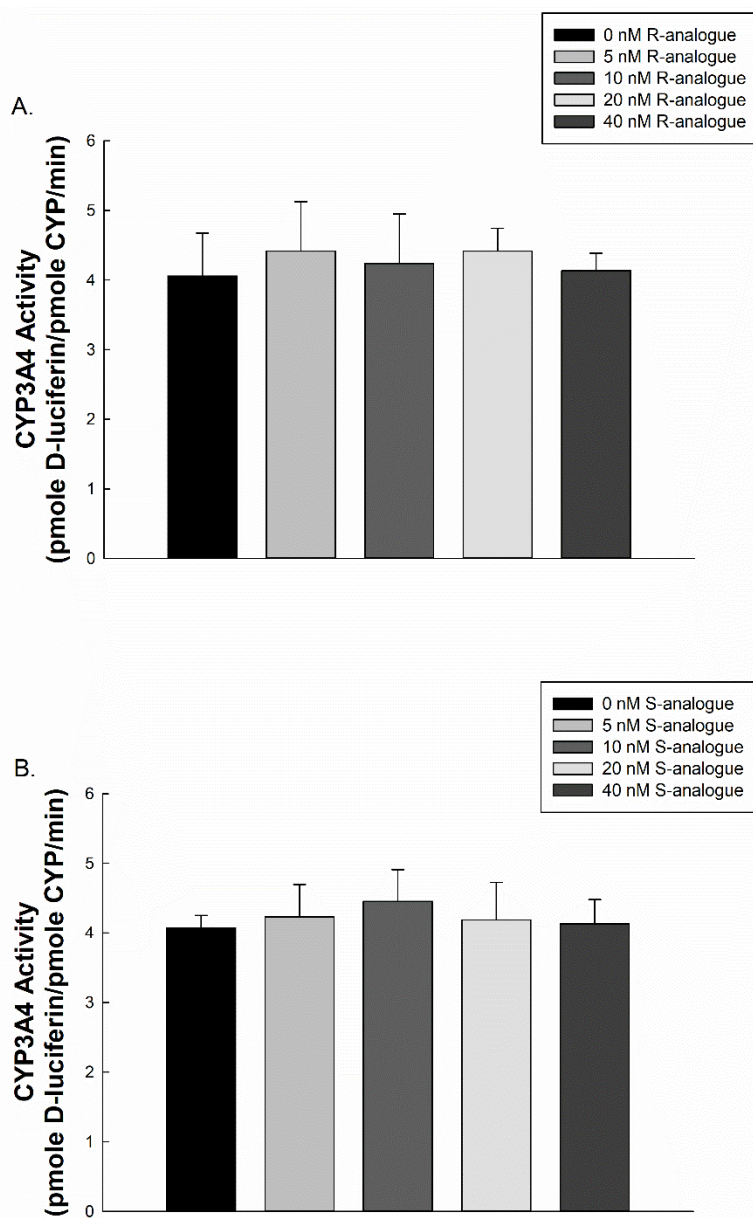 0 nM R-analogue
5 nM R-analogue
10 nM R-analogue
20 nM R-analogue
40 nM R-analogue
A.
CYP3A4 Activity
(pmole D-luciferin/pmole CYP/min)
6
5
4
3
2
1
0
0 nM S-analogue
5 nM S-analogue
10 nM S-analogue
20 nM S-analogue
40 nM S-analogue
B.
CYP3A4 Activity
(pmole D-luciferin/pmole CYP/min)
6
5
4
3
2
1
0